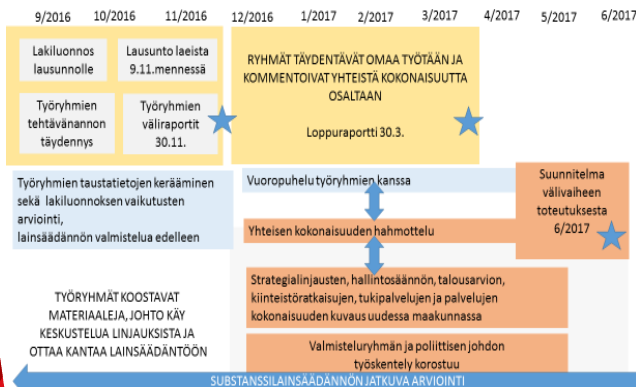 9/2016 10/2016 11/2016 12/2016 1/2017 2/2017 3/2017 4/2017 5/2017 6/2017
Lakiluonnos
lausunnolle
Lausunto laeista
9.11.mennessä
Työryhmien
tehtävänannon
täydennys
Työryhmien
väliraportit
30.11.
RYHMÄT TÄYDENTÄVÄT OMAA TYÖTÄÄN JA
KOMMENTOIVAT YHTEISTÄ KOKONAISUUTTA
OSALTAAN
Loppuraportti 30.3.
Työryhmien taustatietojen kerääminen
sekä lakiluonnoksen vaikutusten
arviointi,
lainsäädännön valmistelua edelleen
Vuoropuhelu työryhmien kanssa
Yhteisen kokonaisuuden hahmottelu
Suunnitelma
välivaiheen
toteutuksesta
6/2017
TYÖRYHMÄT KOOSTAVAT
MATERIAALEJA, JOHTO KÄY
KESKUSTELUA LINJAUKSISTA JA
OTTAA KANTAA LAINSÄÄDÄNTÖÖN
Strategialinjausten, hallintosäännön, talousarvion,
kiinteistöratkaisujen, tukipalvelujen ja palvelujen
kokonaisuuden kuvaus uudessa maakunnassa
Valmisteluryhmän ja poliittisen johdon
työskentely korostuu
SUBSTANSSILAINSÄÄDÄNNÖN JATKUVA ARVIOINTI